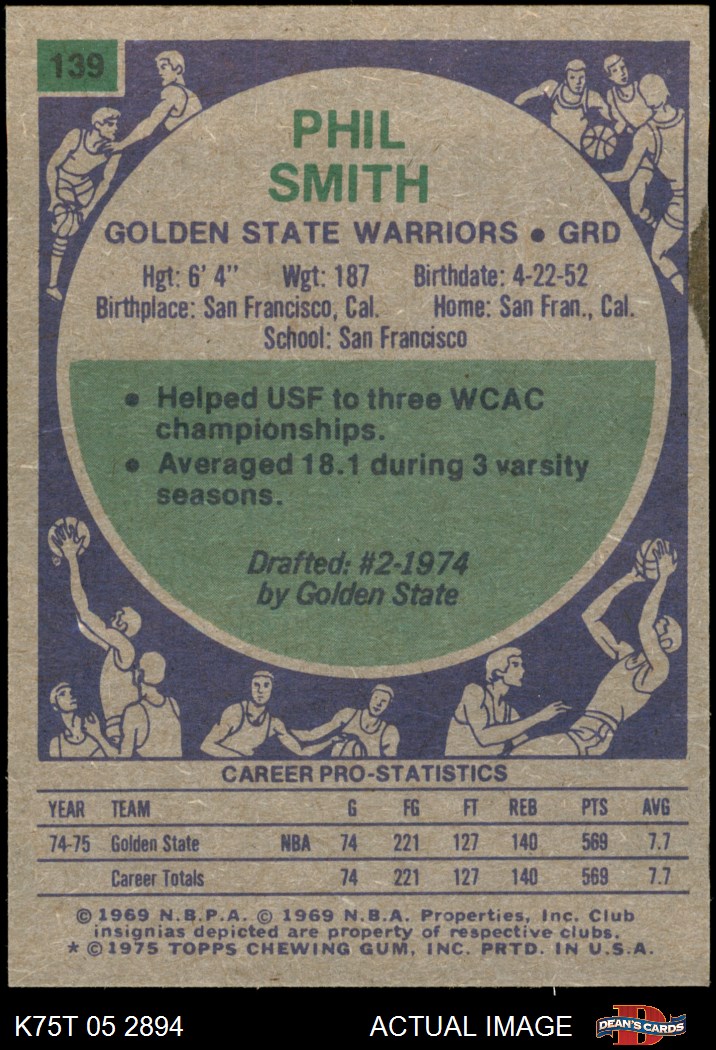 139
PHIL
SMITH
GOLDEN STATE WARRIORS • GRD
Hgt: 6' 4" Wgt: 187 Birthdate: 4-22-52
Birthplace: San Francisco, Cal. Home: San Fran., Cal.
School: San Francisco
• Helped USF to three WCAC
championships.
• Averaged 18.1 during 3 varsity
seasons.
Drafted: #2-1974
by Golden State
CAREER PRO-STATISTICS
YEAR TEAM G FG FT REB PTS AVG
74-75 Golden State NBA 74 221 127 140 569 7.7
Career Totals 74 221 127 140 569 7.7
© 1969 N.B.P.A. © 1969 N.B.A. Properties, Inc. Club
insignias depicted are property of respective clubs.
* © 1975 TOPPS CHEWING GUM, INC. PRTD. IN U.S.A.
K75T 05 2894 ACTUAL IMAGE D DEAN'S CARDS